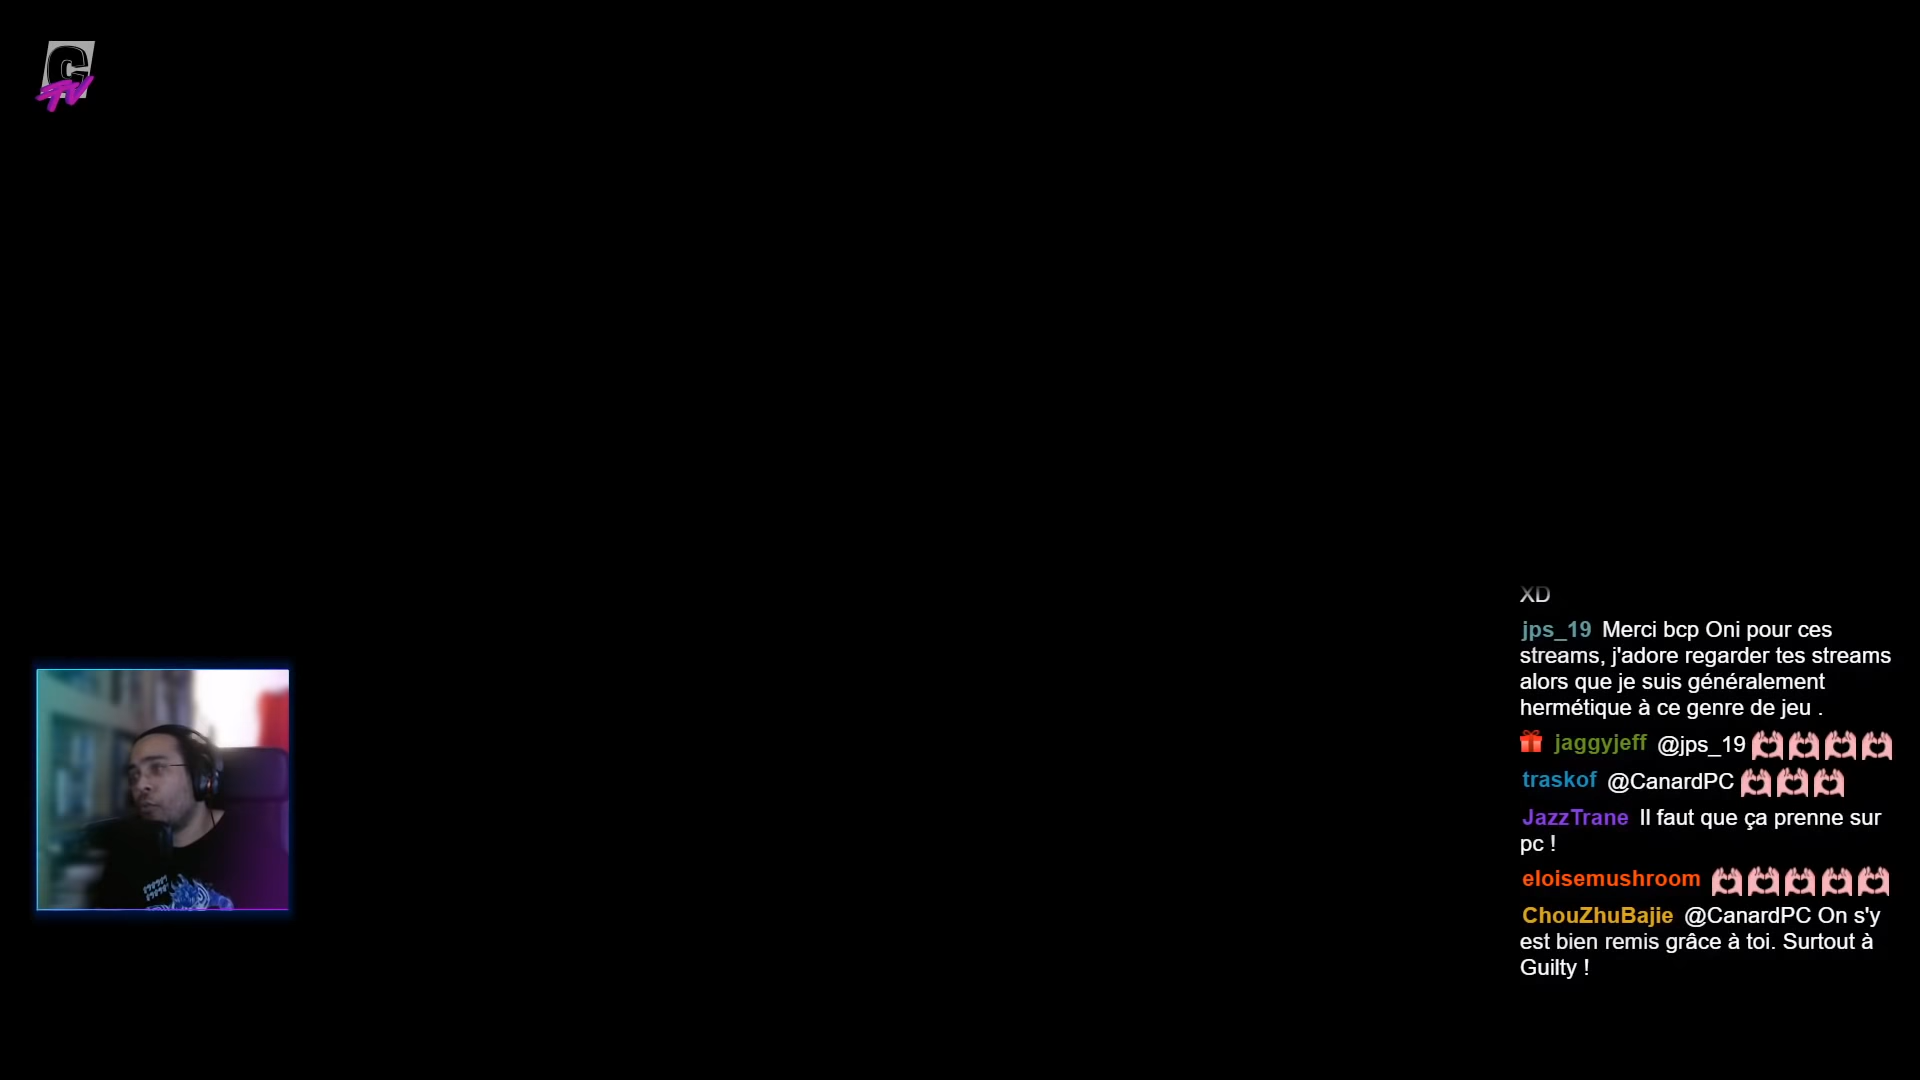 C
TV
XD
jps_19 Merci bcp Oni pour ces
streams, j'adore regarder tes streams
alors que je suis généralement
hermétique à ce genre de jeu .
jaggyjeff @jps_19
traskof @CanardPC
JazzTrane Il faut que ça prenne sur
pc !
eloisemushroom
ChouZhuBajie @CanardPC On s'y
est bien remis grâce à toi. Surtout à
Guilty !